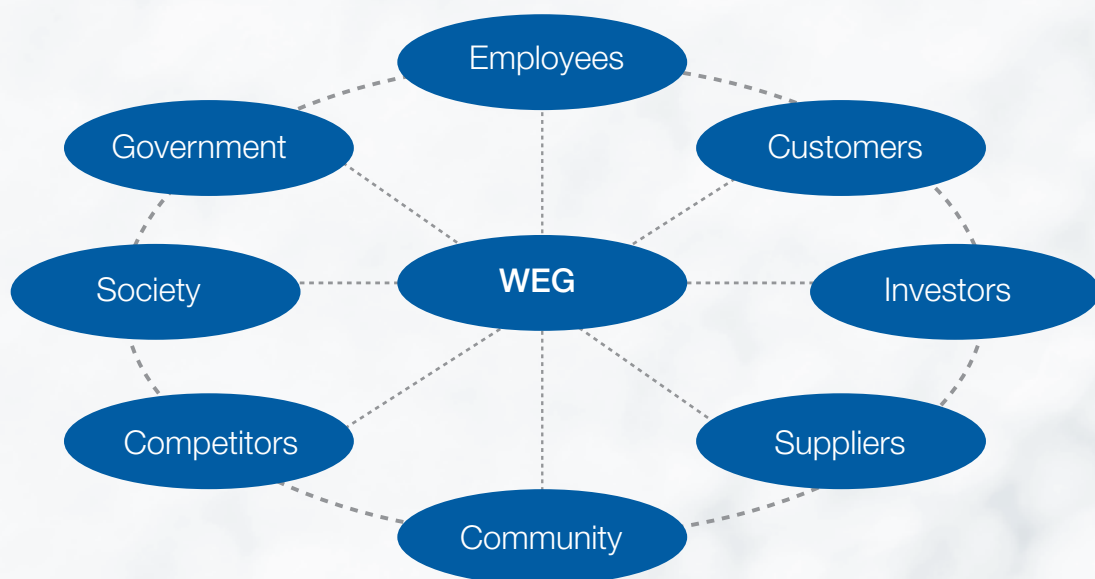 Employees
Government
Customers
WEG
Society
Investors
Competitors
Suppliers
Community